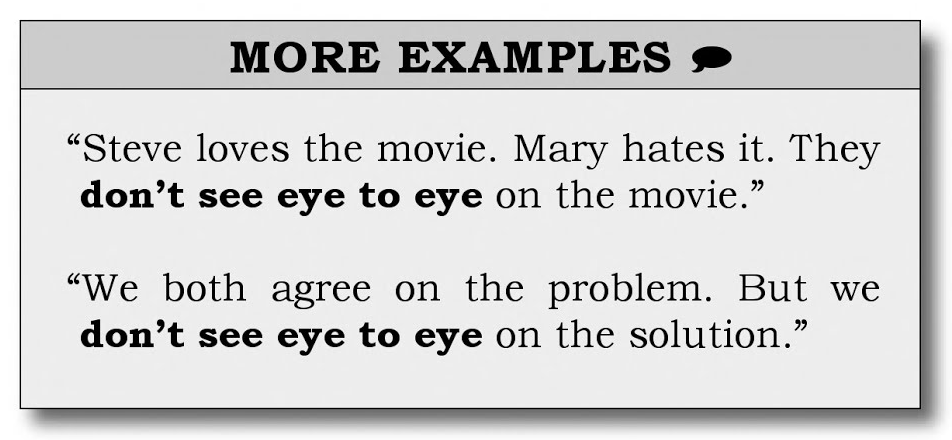 MORE EXAMPLES
“Steve loves the movie. Mary hates it. They
don’t see eye to eye on the movie.”
“We both agree on the problem. But we
don’t see eye to eye on the solution.”